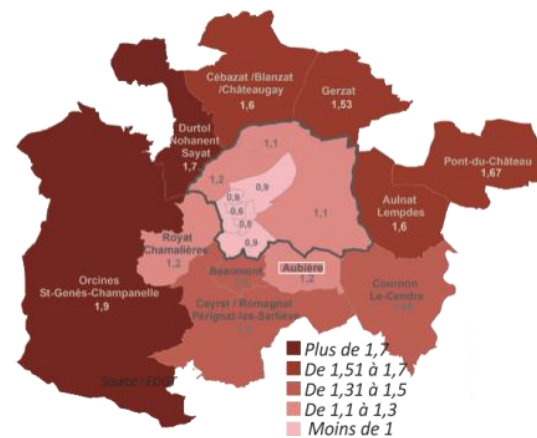 Cébazat /Blanzat
/Châteaugay
1,6
Gerzat
1,53
Durtol
Nohanent
Sayat
1,7
1,1
1,2
0,9
0,9
0,6
0,9
1,1
Pont-du-Château
1,67
Aulnat
Lempdes
1,6
Royat
Chamalières
1,2
Orcines
St-Genès-Champanelle
1,9
Beaumont
Aubière
1,2
Cournon
Le-Cendre
Ceyrat / Romagnat
Pérignat-les-Sarliève
Source : EDGT
Plus de 1,7
De 1,51 à 1,7
De 1,31 à 1,5
De 1,1 à 1,3
Moins de 1